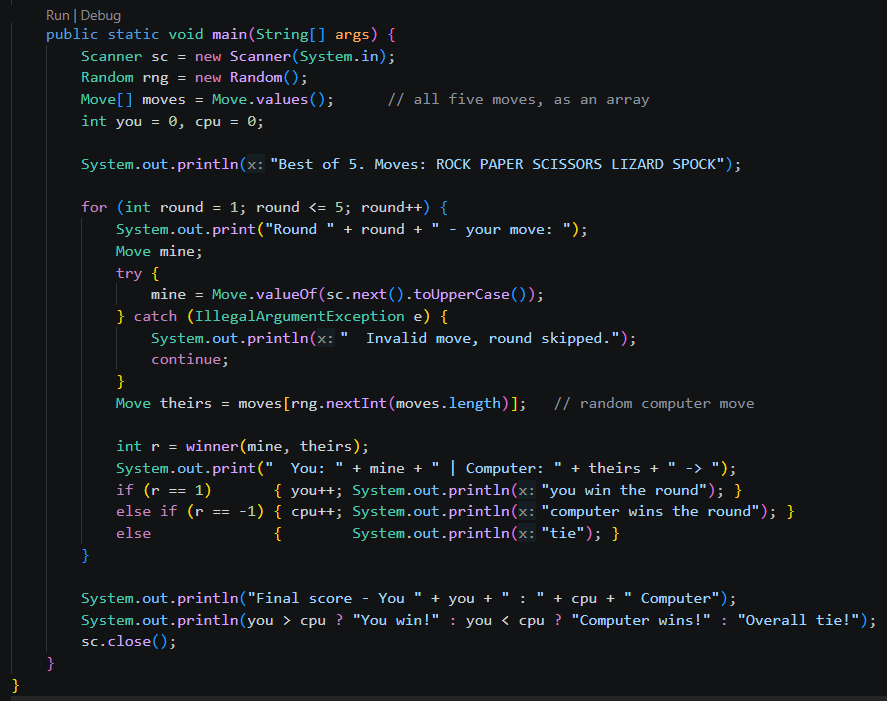 Run | Debug
public static void main(String[] args) {
Scanner sc = new Scanner(System.in);
Random rng = new Random();
Move[] moves = Move.values();      // all five moves, as an array
int you = 0, cpu = 0;
System.out.println(x: "Best of 5. Moves: ROCK PAPER SCISSORS LIZARD SPOCK");
for (int round = 1; round <= 5; round++) {
System.out.print("Round " + round + " - your move: ");
Move mine;
try {
mine = Move.valueOf(sc.next().toUpperCase());
} catch (IllegalArgumentException e) {
System.out.println(x: "  Invalid move, round skipped.");
continue;
}
Move theirs = moves[rng.nextInt(moves.length)];   // random computer move
int r = winner(mine, theirs);
System.out.print("  You: " + mine + " | Computer: " + theirs + " -> ");
if (r == 1)       { you++; System.out.println(x: "you win the round"); }
else if (r == -1) { cpu++; System.out.println(x: "computer wins the round"); }
else              {        System.out.println(x: "tie"); }
}
System.out.println("Final score - You " + you + " : " + cpu + " Computer");
System.out.println(you > cpu ? "You win!" : you < cpu ? "Computer wins!" : "Overall tie!");
sc.close();
}
}